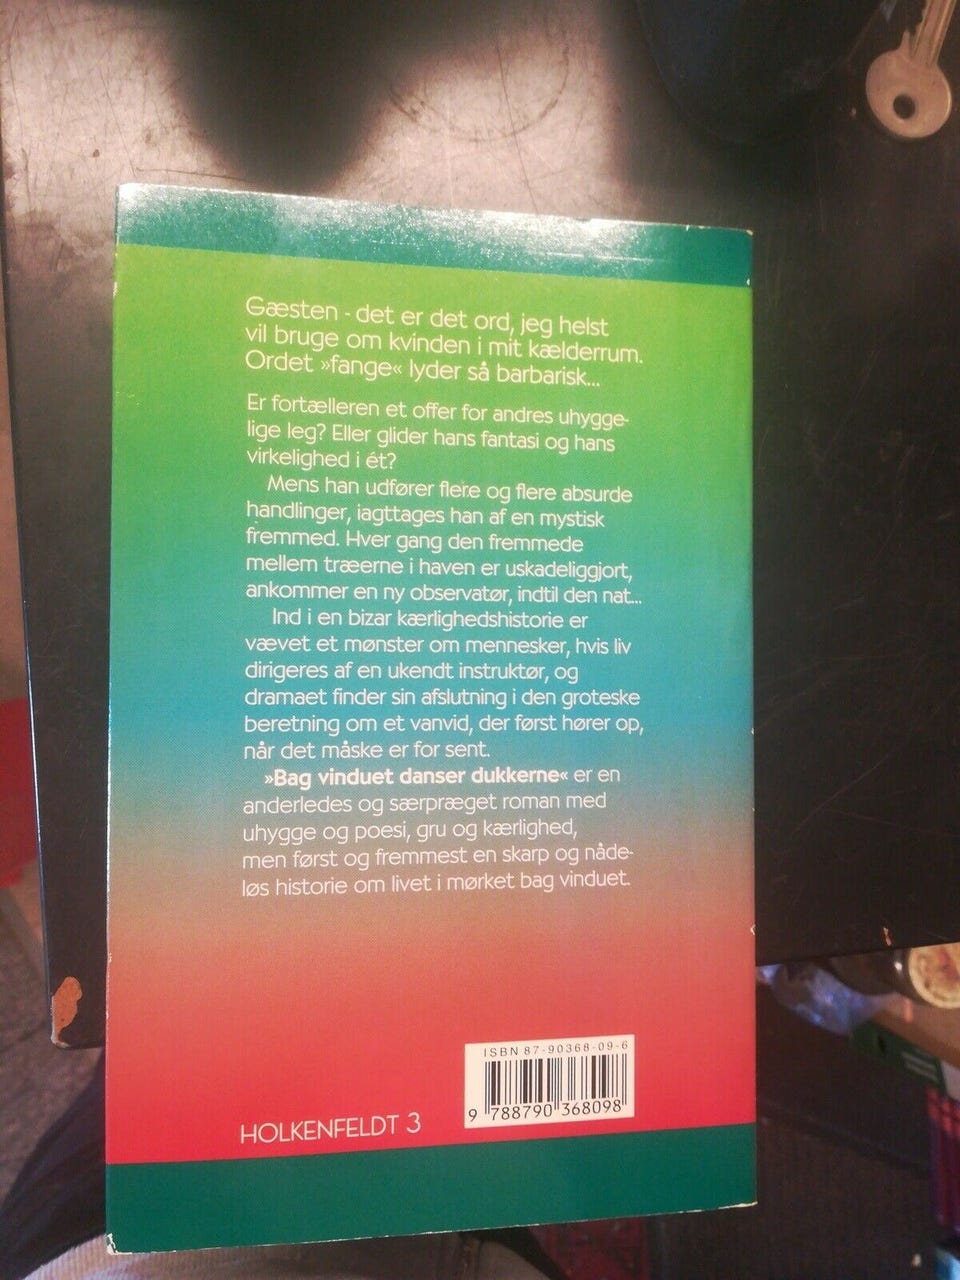 Gæsten - det er det ord, jeg helst
vil bruge om kvinden i mit kælderrum.
Ordet »fange« lyder så barbarisk...
Er fortælleren et offer for andres uhygge-
lige leg? Eller glider hans fantasi og hans
virkelighed i ét?
Mens han udfører flere og flere absurde
handlinger, iagttages han af en mystisk
fremmed. Hver gang den fremmede
mellem træerne i haven er uskadeliggjort,
ankommer en ny observatør, indtil den nat...
Ind i en bizar kærlighedshistorie er
vævet et mønster om mennesker, hvis liv
dirigeres af en ukendt instruktør, og
dramaet finder sin afslutning i den groteske
beretning om et vanvid, der først hører op,
når det måske er for sent.
»Bag vinduet danser dukkerne« er en
anderledes og særpræget roman med
uhygge og poesi, gru og kærlighed,
men først og fremmest en skarp og nåde-
løs historie om livet i mørket bag vinduet.
ISBN 87-90368-09-6
9 788790 368098
HOLKENFELDT 3